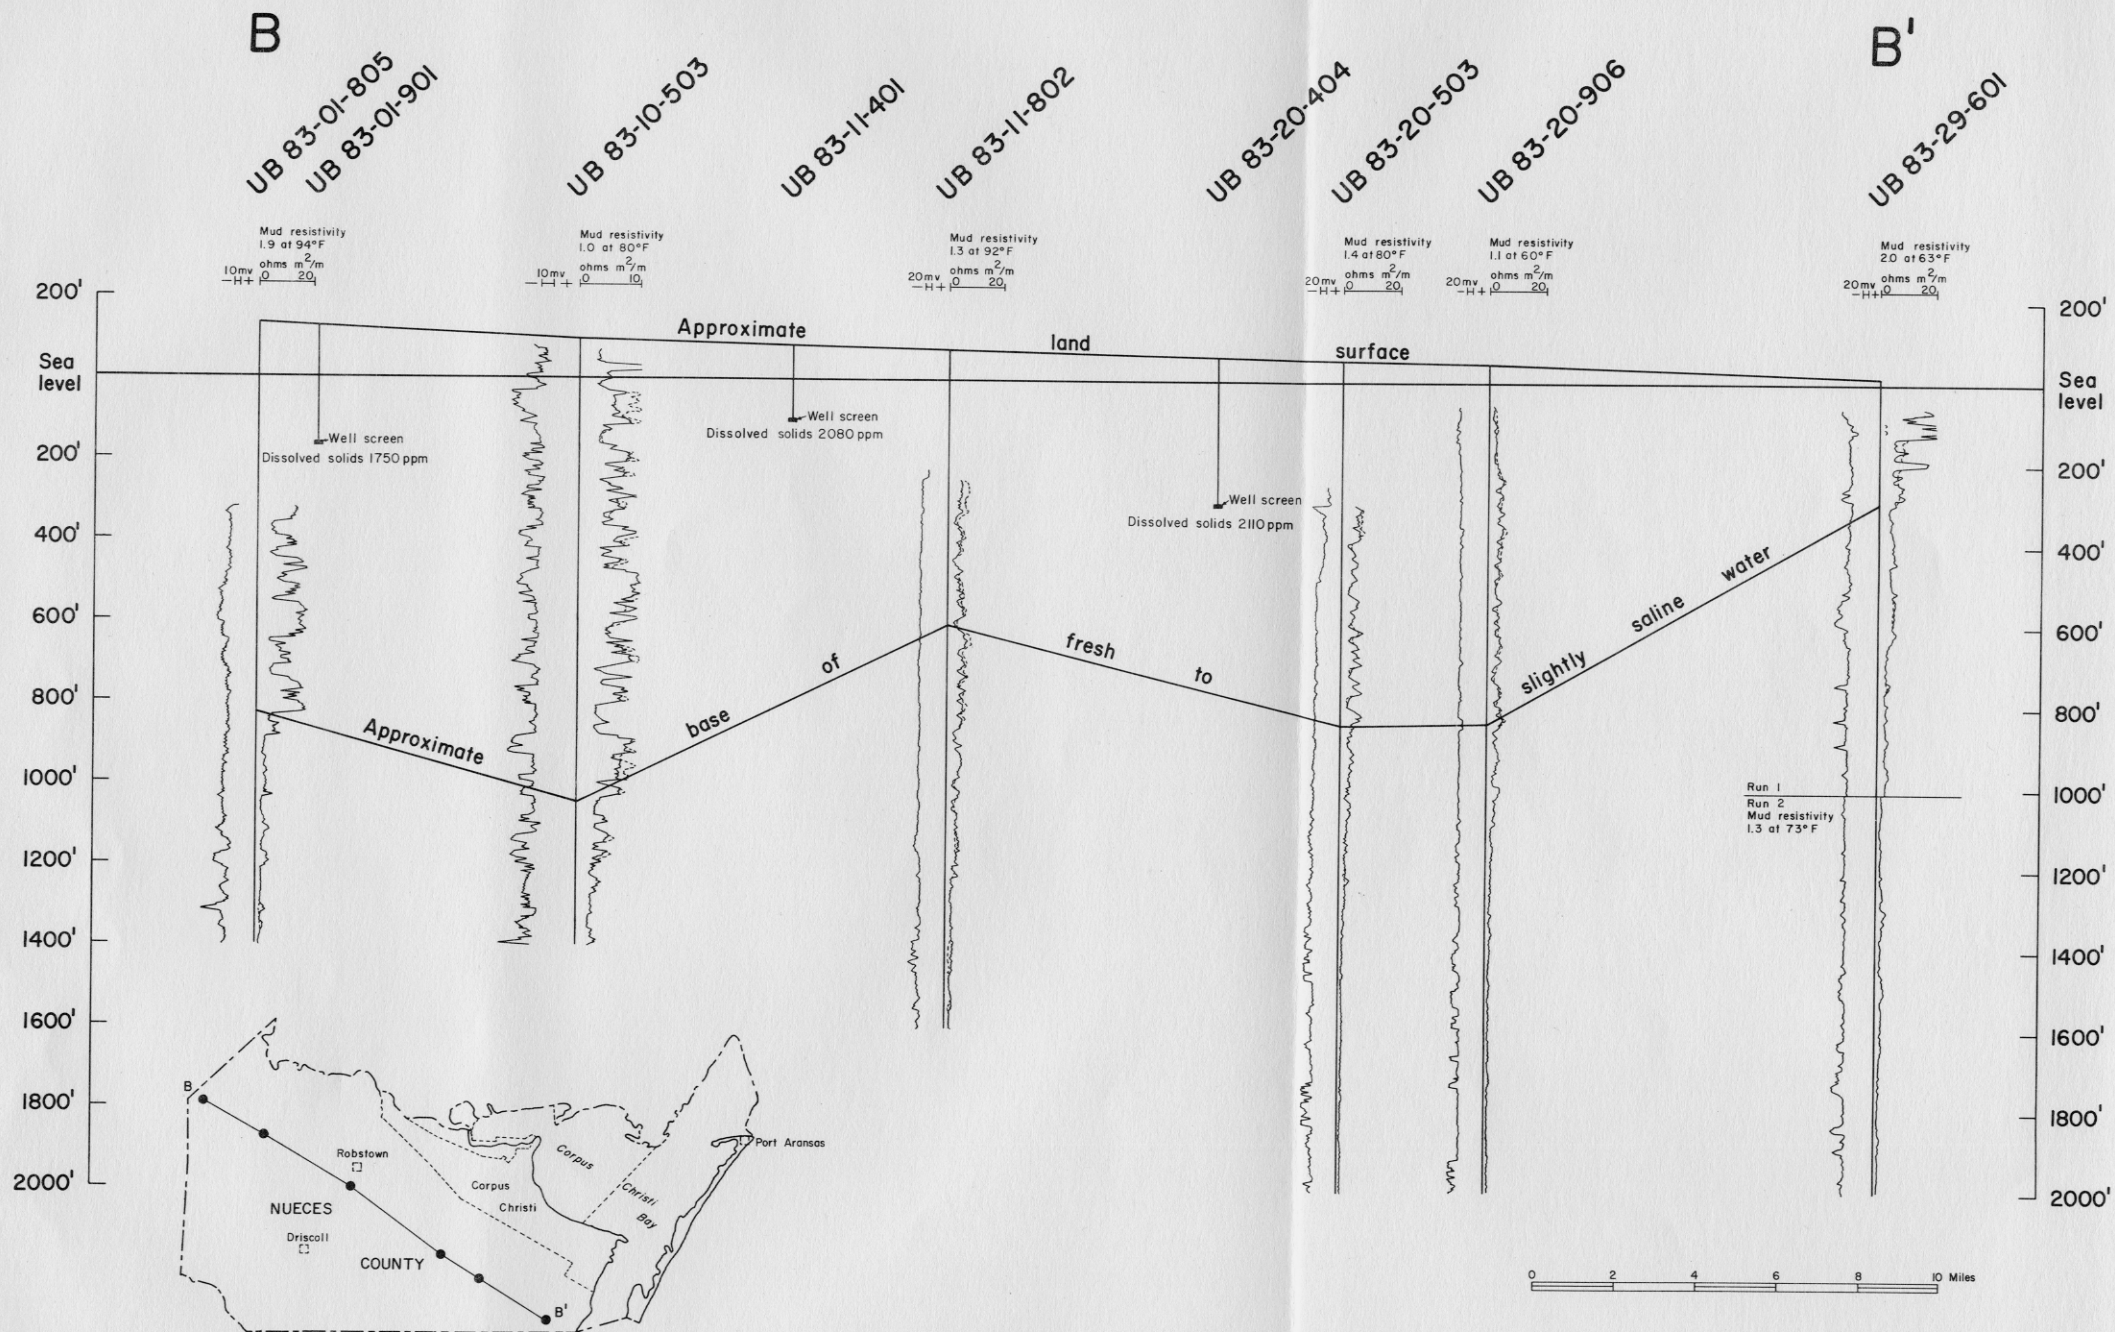 B
B'
UB 83-01-805
UB 83-01-901
UB 83-10-503
UB 83-11-401
UB 83-11-802
UB 83-20-404
UB 83-20-503
UB 83-20-906
UB 83-29-601
Mud resistivity
1.9 at 94°F
ohms m²/m
10mv
-H+
0 20
Mud resistivity
1.0 at 80°F
ohms m²/m
10mv
-H+
0 10
Mud resistivity
1.3 at 92°F
ohms m²/m
20mv
-H+
0 20
Mud resistivity
1.4 at 80°F
ohms m²/m
20mv
-H+
0 20
Mud resistivity
1.1 at 60°F
ohms m²/m
20mv
-H+
0 20
Mud resistivity
2.0 at 63°F
ohms m²/m
20mv
-H+
0 20
200'
Sea
level
200'
400'
600'
800'
1000'
1200'
1400'
1600'
1800'
2000'
Approximate land surface
Well screen
Dissolved solids 1750 ppm
Well screen
Dissolved solids 2080 ppm
Well screen
Dissolved solids 2110 ppm
Approximate base of fresh to slightly saline water
Run 1
Run 2
Mud resistivity
1.3 at 73°F
200'
Sea
level
200'
400'
600'
800'
1000'
1200'
1400'
1600'
1800'
2000'
B
Robstown
NUECES
Driscoll
COUNTY
Corpus
Christi
Corpus
Christi
Bay
Port Aransas
B'
0 2 4 6 8 10 Miles